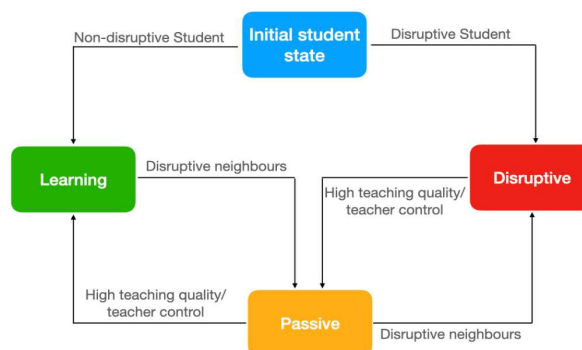 Non-disruptive Student
Initial student
state
Disruptive Student
Learning
Disruptive neighbours
High teaching quality/
teacher control
Disruptive
High teaching quality/
teacher control
Passive
Disruptive neighbours